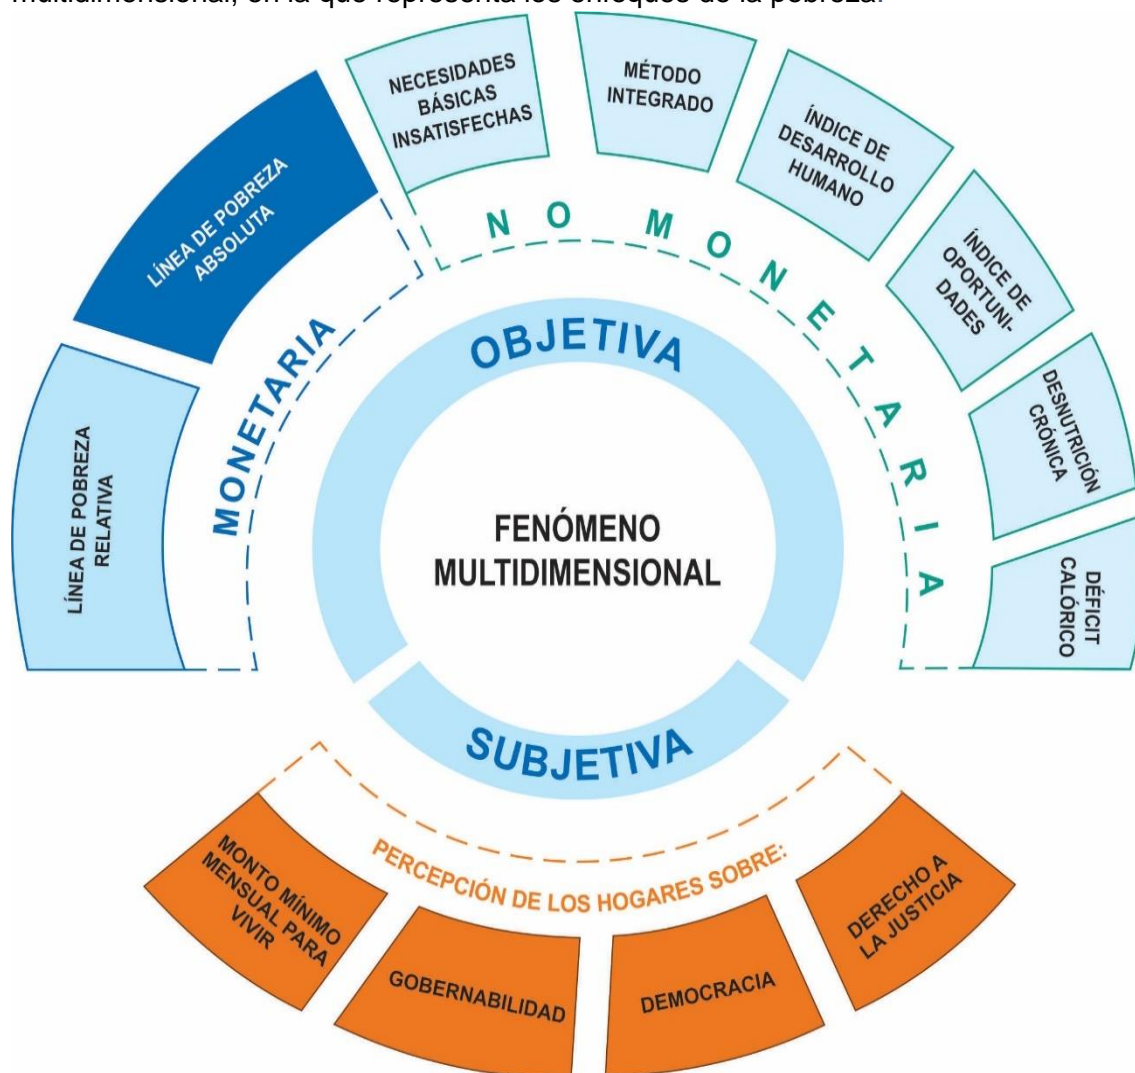 multidimensional, en la que representa los enfoques de la pobreza.
NECESIDADES
BÁSICAS
INSATISFECHAS
MÉTODO
INTEGRADO
ÍNDICE DE
DESARROLLO
HUMANO
ÍNDICE DE
OPORTUNI-
DADES
DESNUTRICIÓN
CRÓNICA
DÉFICIT
CALÓRICO
LÍNEA DE POBREZA
ABSOLUTA
LÍNEA DE POBREZA
RELATIVA
MONETARIA
NO MONETARIA
OBJETIVA
FENÓMENO
MULTIDIMENSIONAL
SUBJETIVA
PERCEPCIÓN DE LOS HOGARES SOBRE:
MONTO MÍNIMO
MENSUAL PARA
VIVIR
GOBERNABILIDAD
DEMOCRACIA
DERECHO A
LA JUSTICIA